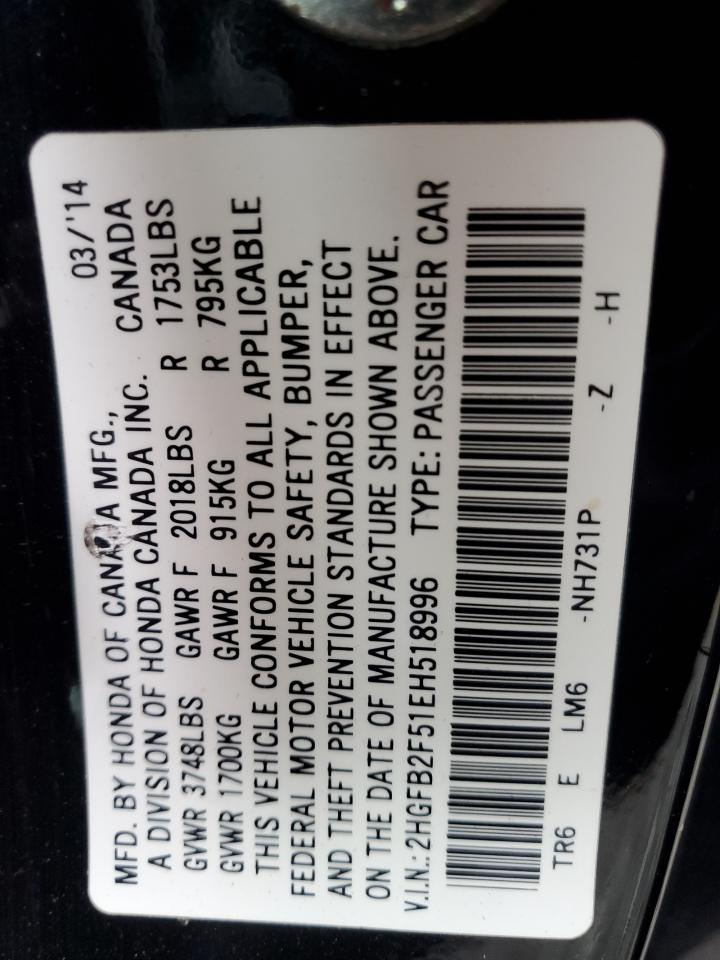 MFD. BY HONDA OF CANADA MFG., 03/'14
A DIVISION OF HONDA CANADA INC. CANADA
GVWR 3748LBS GAWR F 2018LBS R 1753LBS
GVWR 1700KG GAWR F 915KG R 795KG
THIS VEHICLE CONFORMS TO ALL APPLICABLE
FEDERAL MOTOR VEHICLE SAFETY, BUMPER,
AND THEFT PREVENTION STANDARDS IN EFFECT
ON THE DATE OF MANUFACTURE SHOWN ABOVE.
V.I.N.: 2HGFB2F51EH518996 TYPE: PASSENGER CAR
TR6 E LM6 -NH731P -Z -H